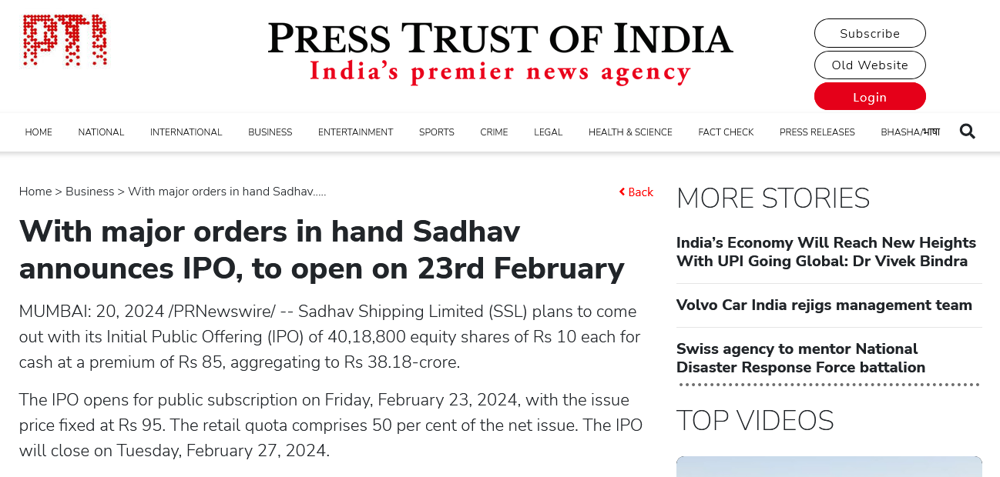 PTI
PRESS TRUST OF INDIA
India's premier news agency
Subscribe
Old Website
Login
HOME NATIONAL INTERNATIONAL BUSINESS ENTERTAINMENT SPORTS CRIME LEGAL HEALTH & SCIENCE FACT CHECK PRESS RELEASES BHASHA/
Home > Business > With major orders in hand Sadhav.....
Back
With major orders in hand Sadhav
announces IPO, to open on 23rd February
MUMBAI: 20, 2024 /PRNewswire/ -- Sadhav Shipping Limited (SSL) plans to come
out with its Initial Public Offering (IPO) of 40,18,800 equity shares of Rs 10 each for
cash at a premium of Rs 85, aggregating to Rs 38.18-crore.
The IPO opens for public subscription on Friday, February 23, 2024, with the issue
price fixed at Rs 95. The retail quota comprises 50 per cent of the net issue. The IPO
will close on Tuesday, February 27, 2024.
MORE STORIES
India's Economy Will Reach New Heights
With UPI Going Global: Dr Vivek Bindra
Volvo Car India rejigs management team
Swiss agency to mentor National
Disaster Response Force battalion
TOP VIDEOS